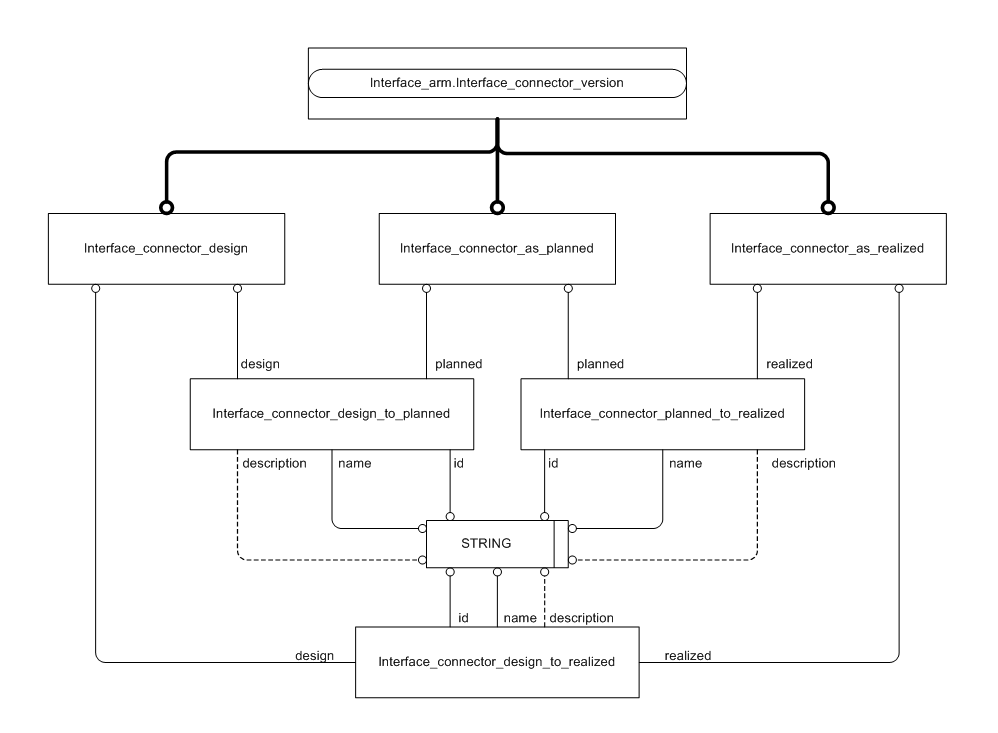 Interface_arm.Interface_connector_version
Interface_connector_design
Interface_connector_as_planned
Interface_connector_as_realized
design
planned
planned
realized
Interface_connector_design_to_planned
Interface_connector_planned_to_realized
description
name
id
id
name
description
STRING
id
name
description
design
realized
Interface_connector_design_to_realized